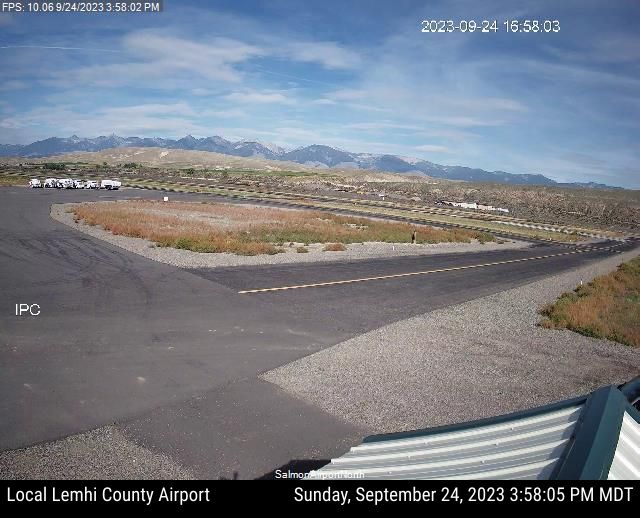 FPS: 10.06 9/24/2023 3:58:02 PM
2023-09-24 16:58:03
IPC
Local Lemhi County Airport
Sunday, September 24, 2023 3:58:05 PM MDT